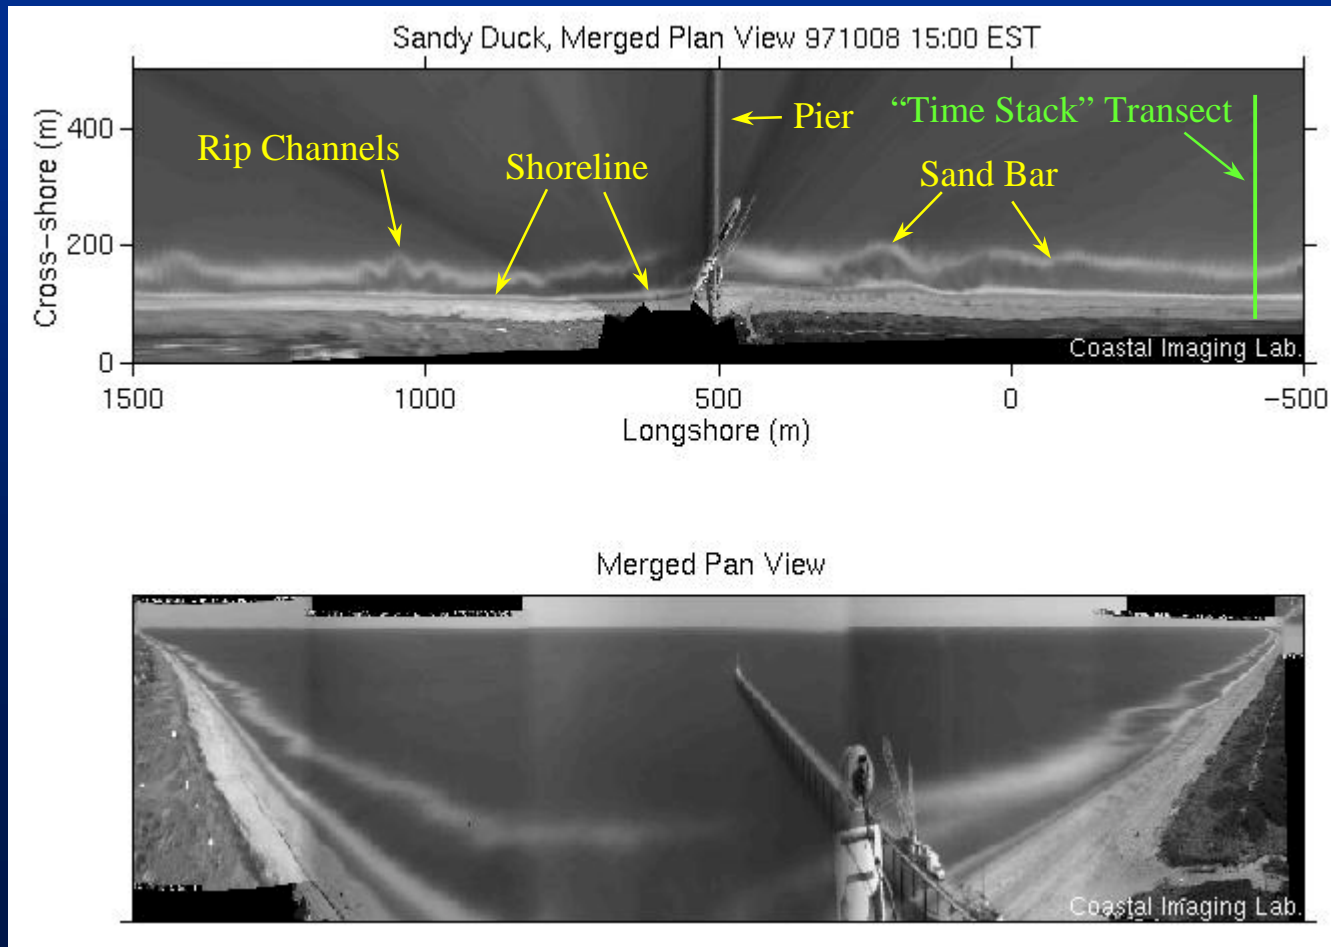 Sandy Duck, Merged Plan View 971008 15:00 EST
Pier
“Time Stack” Transect
Rip Channels
Shoreline
Sand Bar
Cross-shore (m)
400
200
0
Coastal Imaging Lab.
1500
1000
500
0
-500
Longshore (m)
Merged Pan View
Coastal Imaging Lab.